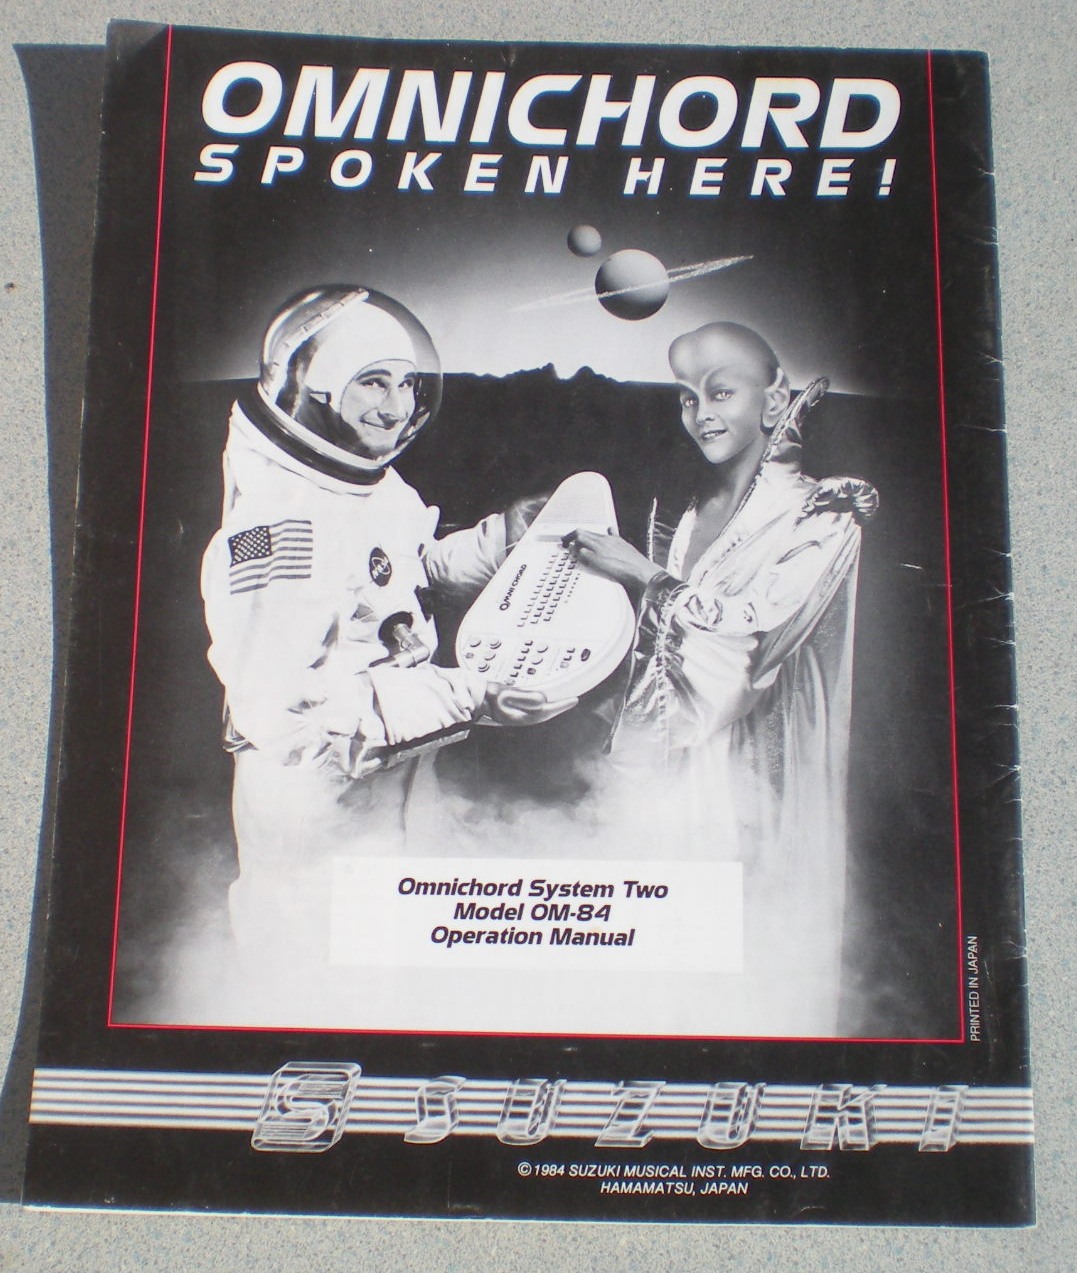 OMNICHORD
SPOKEN HERE!
OMNICHORD
Omnichord System Two
Model OM-84
Operation Manual
PRINTED IN JAPAN
S SUZUKI
© 1984 SUZUKI MUSICAL INST. MFG. CO., LTD.
HAMAMATSU, JAPAN